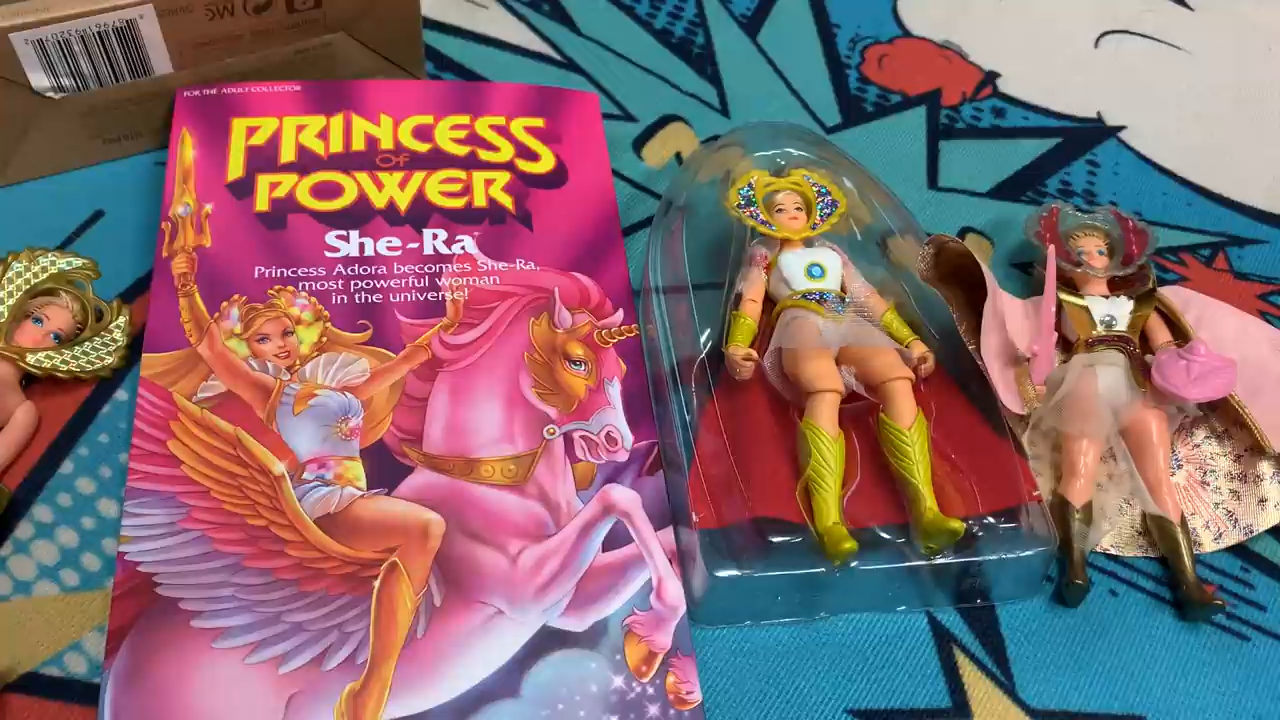 FOR THE ADULT COLLECTOR
PRINCESS
OF
POWER
She-Ra
Princess Adora becomes She-Ra,
most powerful woman
in the universe!